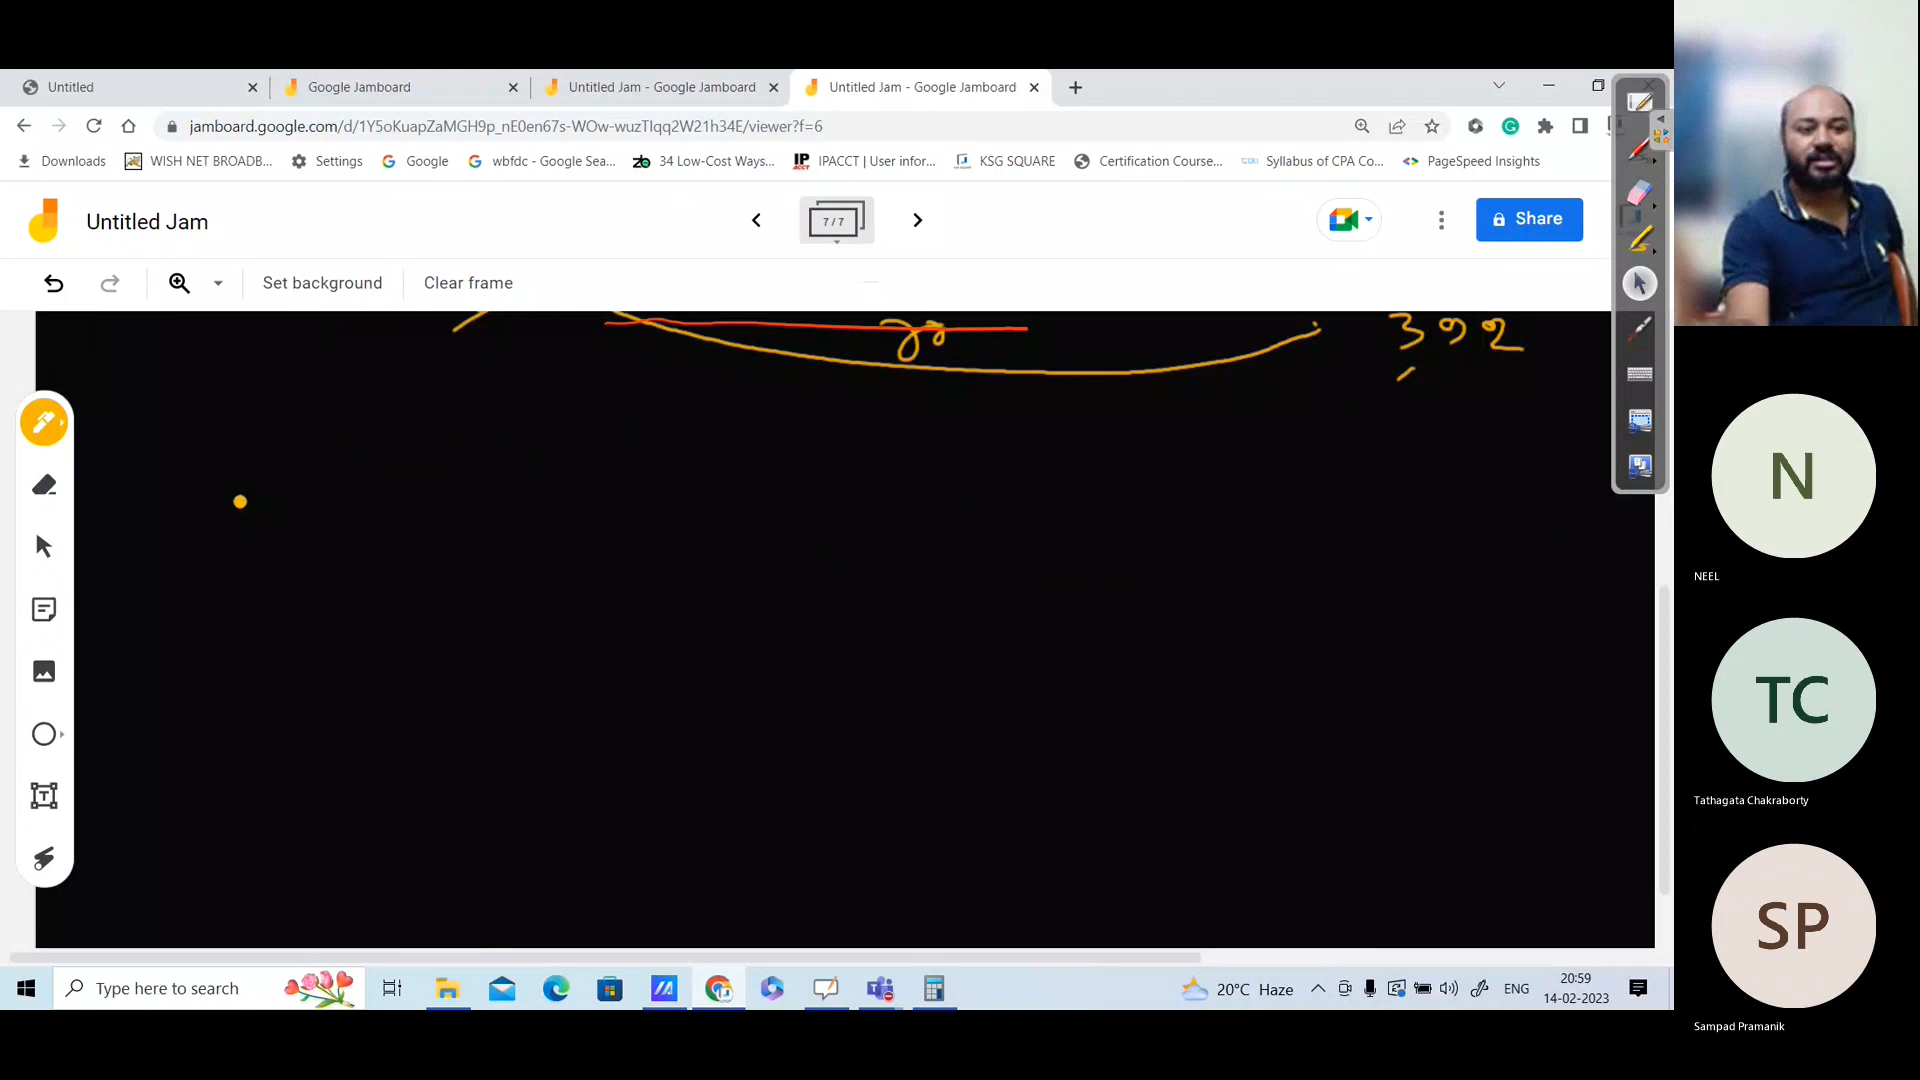 Untitled
Google Jamboard
Untitled Jam - Google Jamboard
Untitled Jam - Google Jamboard
jamboard.google.com/d/1Y5oKuapZaMGH9p_nE0en67s-WOw-wuzTlqq2W21h34E/viewer?f=6
Downloads
WISH NET BROADB...
Settings
Google
wbfdc - Google Sea...
34 Low-Cost Ways...
IPACCT | User infor...
KSG SQUARE
Certification Course...
Syllabus of CPA Co...
PageSpeed Insights
Untitled Jam
7 / 7
Share
Set background
Clear frame
N
NEEL
TC
Tathagata Chakraborty
SP
Sampad Pramanik
Type here to search
20°C Haze
ENG
20:59
14-02-2023